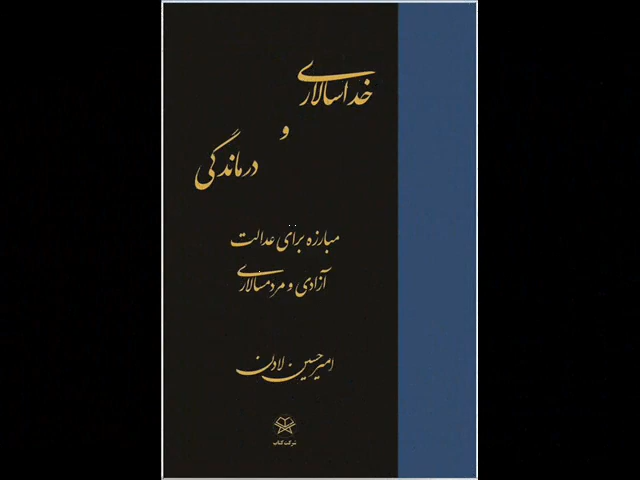 خداسالاری
و
درماندگی
مبارزه برای عدالت
آزادی و مردمسالاری
امیرحسین لادن
شرکت کتاب